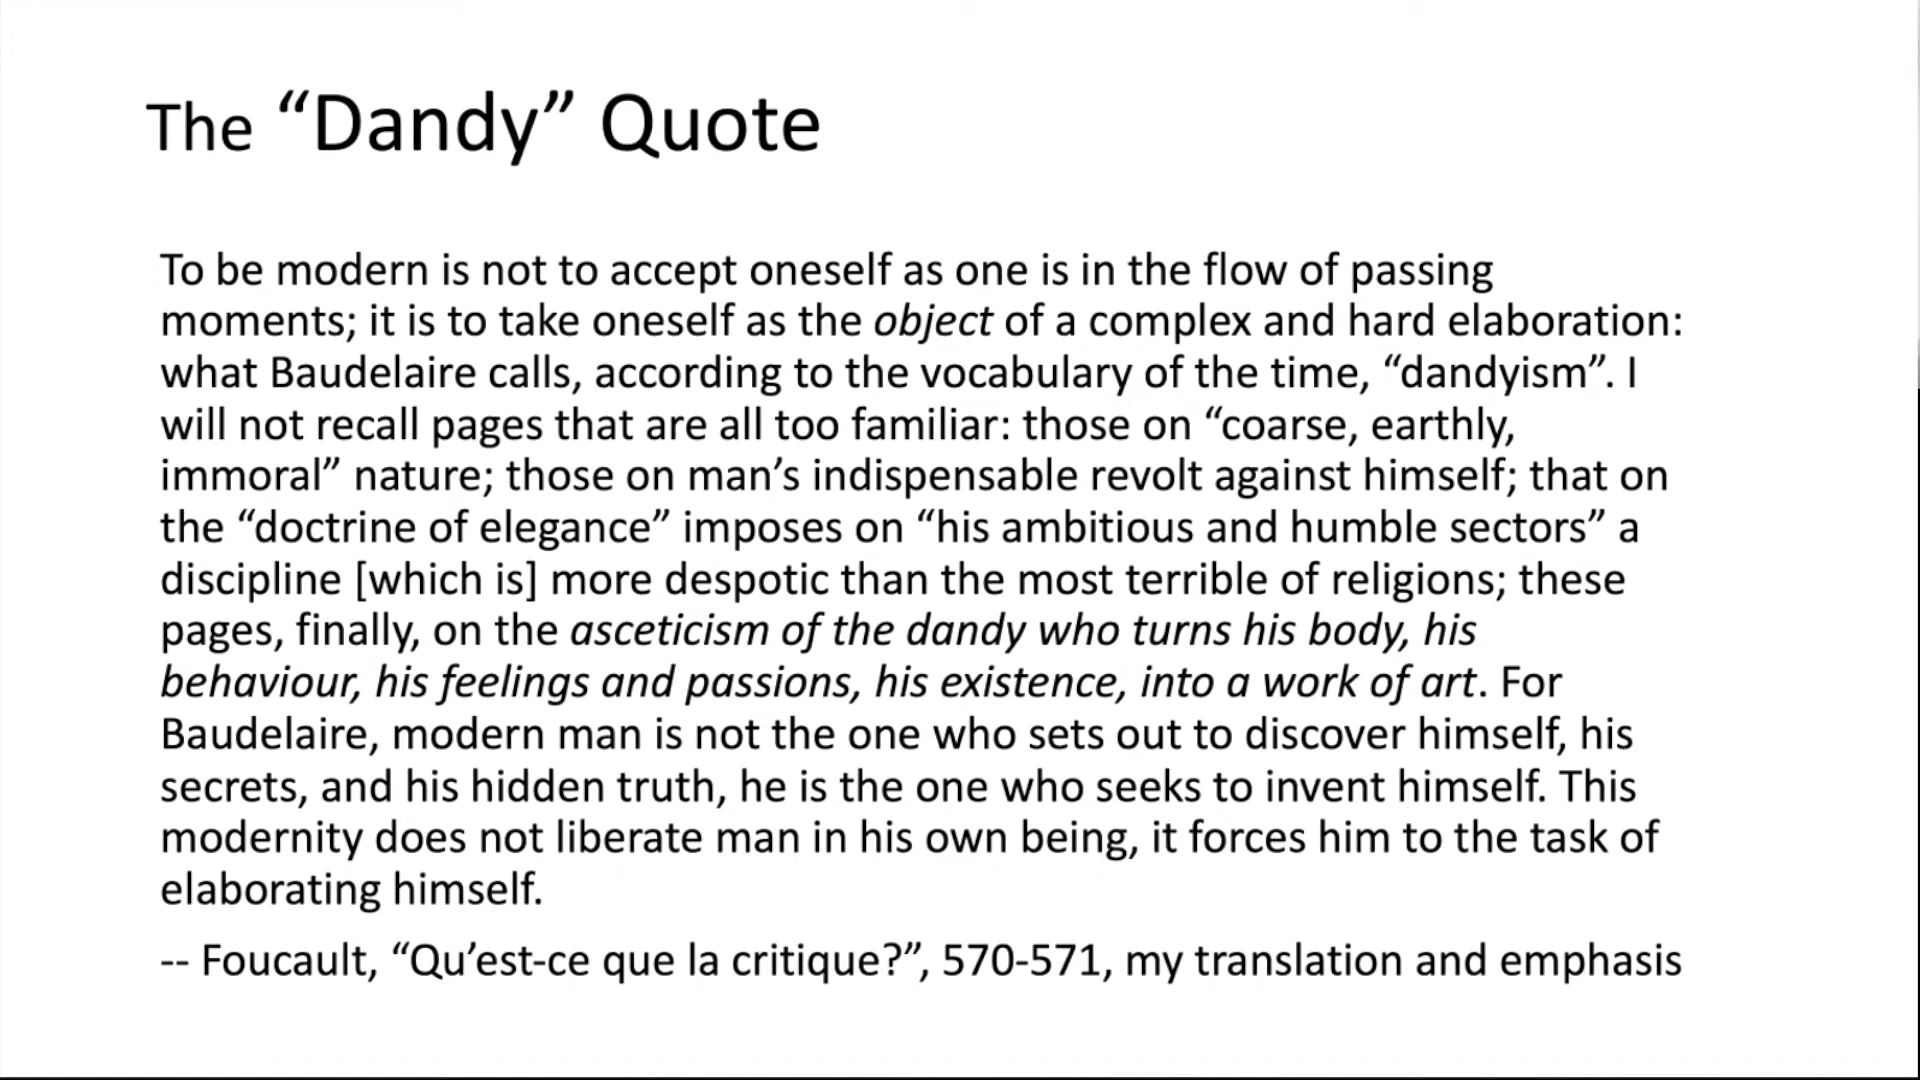 The “Dandy” Quote
To be modern is not to accept oneself as one is in the flow of passing
moments; it is to take oneself as the object of a complex and hard elaboration:
what Baudelaire calls, according to the vocabulary of the time, “dandyism”. I
will not recall pages that are all too familiar: those on “coarse, earthly,
immoral” nature; those on man’s indispensable revolt against himself; that on
the “doctrine of elegance” imposes on “his ambitious and humble sectors” a
discipline [which is] more despotic than the most terrible of religions; these
pages, finally, on the asceticism of the dandy who turns his body, his
behaviour, his feelings and passions, his existence, into a work of art. For
Baudelaire, modern man is not the one who sets out to discover himself, his
secrets, and his hidden truth, he is the one who seeks to invent himself. This
modernity does not liberate man in his own being, it forces him to the task of
elaborating himself.
-- Foucault, “Qu’est-ce que la critique?”, 570-571, my translation and emphasis